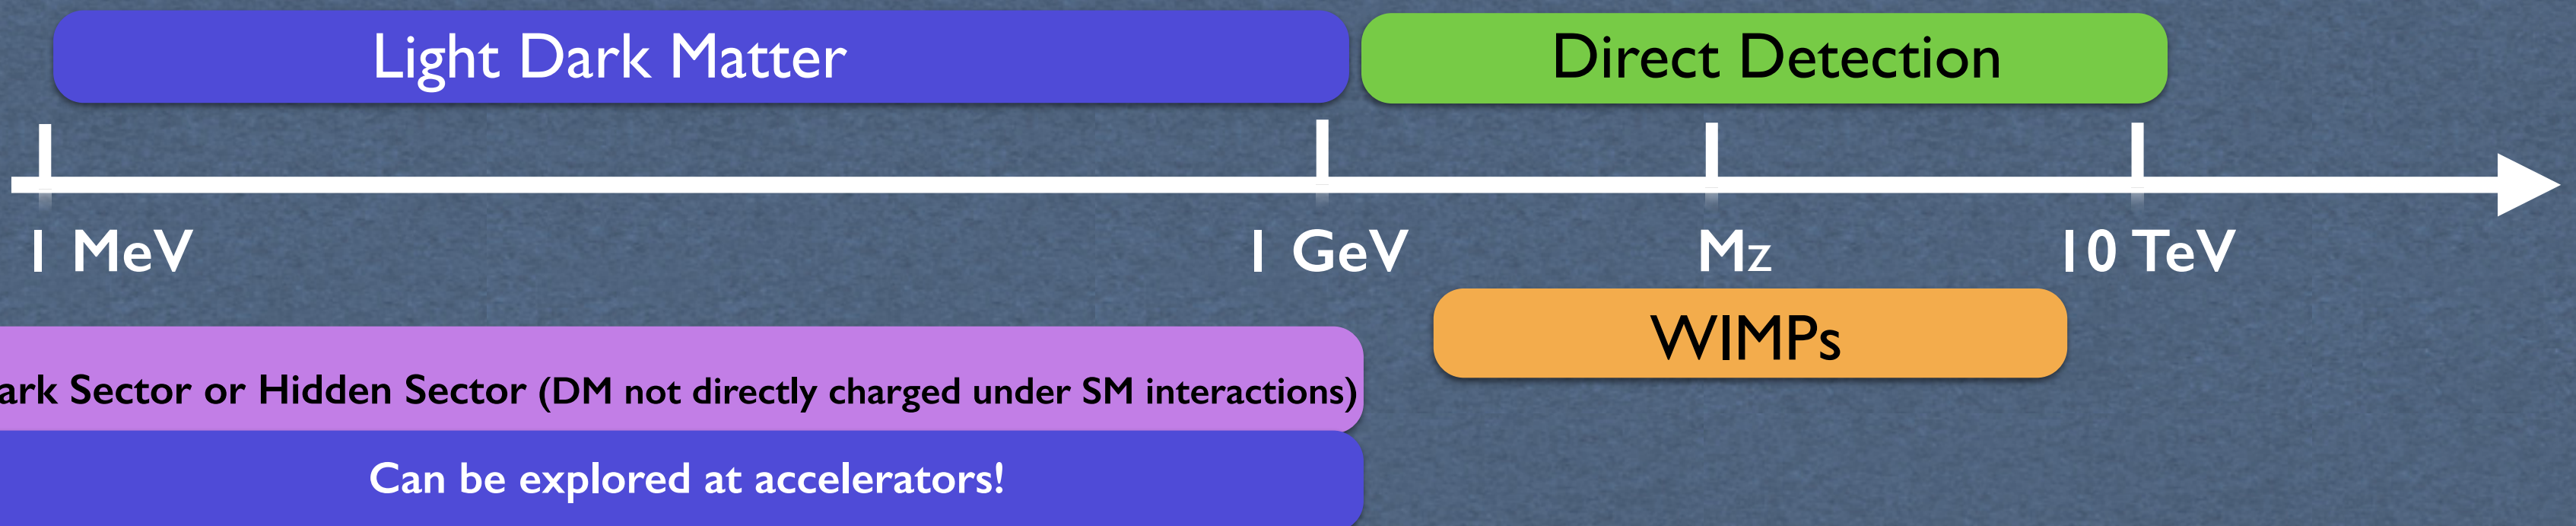 Light Dark Matter
Direct Detection
1 MeV
1 GeV
Mz
10 TeV
WIMPs
ark Sector or Hidden Sector (DM not directly charged under SM interactions)
Can be explored at accelerators!